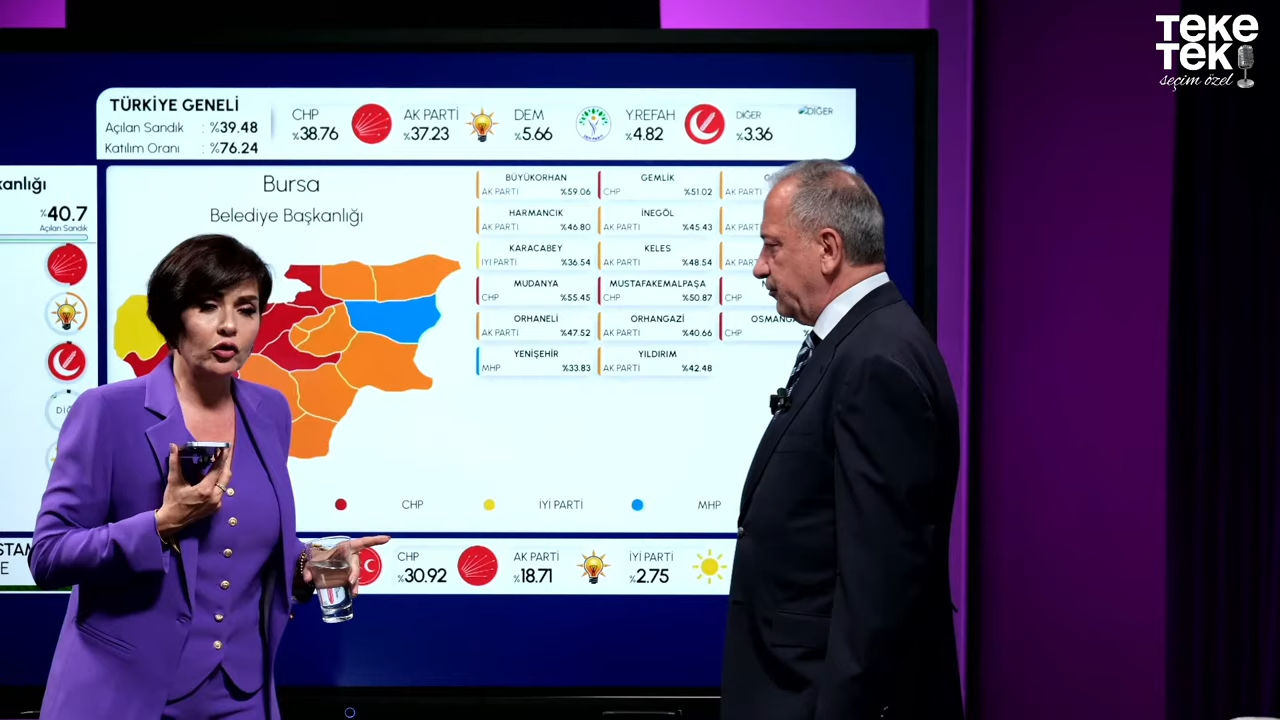 TEKE
TEK
seçim özel
TÜRKİYE GENELİ
Açılan Sandık : %39.48
Katılım Oranı : %76.24
CHP
%38.76
AK PARTİ
%37.23
DEM
%5.66
Y.REFAH
%4.82
DİĞER
%3.36
DİĞER
%40.7
Açılan Sandık
Bursa
Belediye Başkanlığı
BÜYÜKORHAN
AK PARTİ %59.06
GEMLİK
CHP %51.02
AK PARTİ
HARMANCIK
AK PARTİ %46.80
İNEGÖL
AK PARTİ %45.43
AK PARTİ
KARACABEY
İYİ PARTİ %36.54
KELES
AK PARTİ %48.54
AK PARTİ
MUDANYA
CHP %55.45
MUSTAFAKEMALPAŞA
CHP %50.87
CHP
ORHANELİ
AK PARTİ %47.52
ORHANGAZİ
AK PARTİ %40.66
CHP
YENİŞEHİR
MHP %33.83
YILDIRIM
AK PARTİ %42.48
CHP
İYİ PARTİ
MHP
CHP
%30.92
AK PARTİ
%18.71
İYİ PARTİ
%2.75